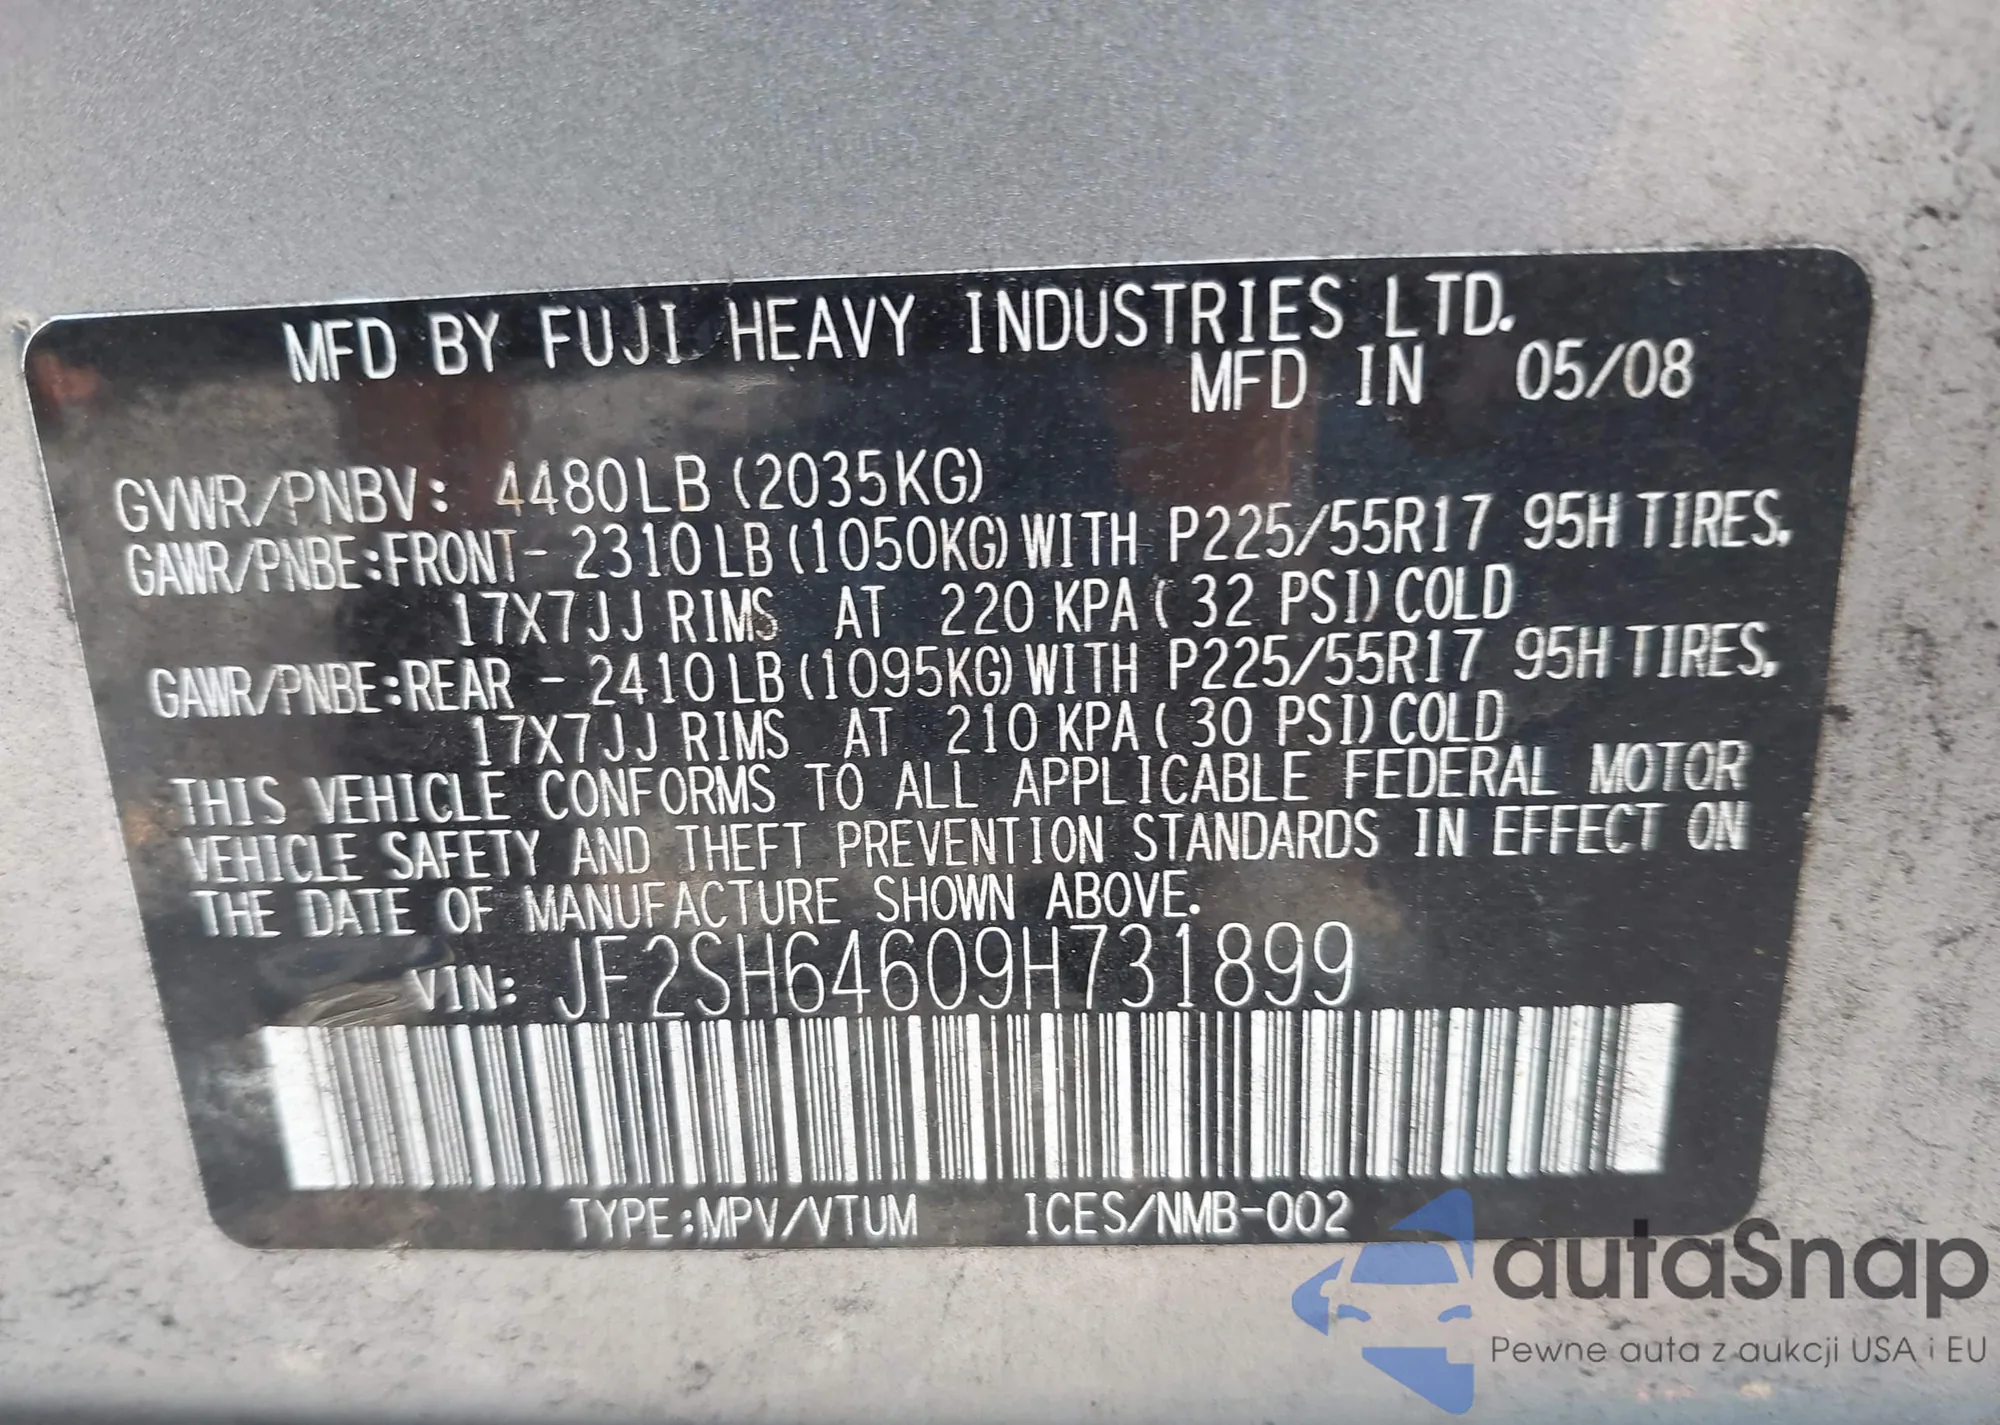 MFD BY FUJI HEAVY INDUSTRIES LTD.
MFD IN 05/08
GVWR/PNBV: 4480LB (2035KG)
GAWR/PNBE:FRONT- 2310LB(1050KG)WITH P225/55R17 95H TIRES,
17X7JJ RIMS AT 220 KPA( 32 PSI)COLD
GAWR/PNBE:REAR - 2410LB(1095KG)WITH P225/55R17 95H TIRES,
17X7JJ RIMS AT 210 KPA( 30 PSI)COLD
THIS VEHICLE CONFORMS TO ALL APPLICABLE FEDERAL MOTOR
VEHICLE SAFETY AND THEFT PREVENTION STANDARDS IN EFFECT ON
THE DATE OF MANUFACTURE SHOWN ABOVE.
VIN: JF2SH64609H731899
TYPE:MPV/VTUM ICES/NMB-002
autaSnap
Pewne auta z aukcji USA i EU